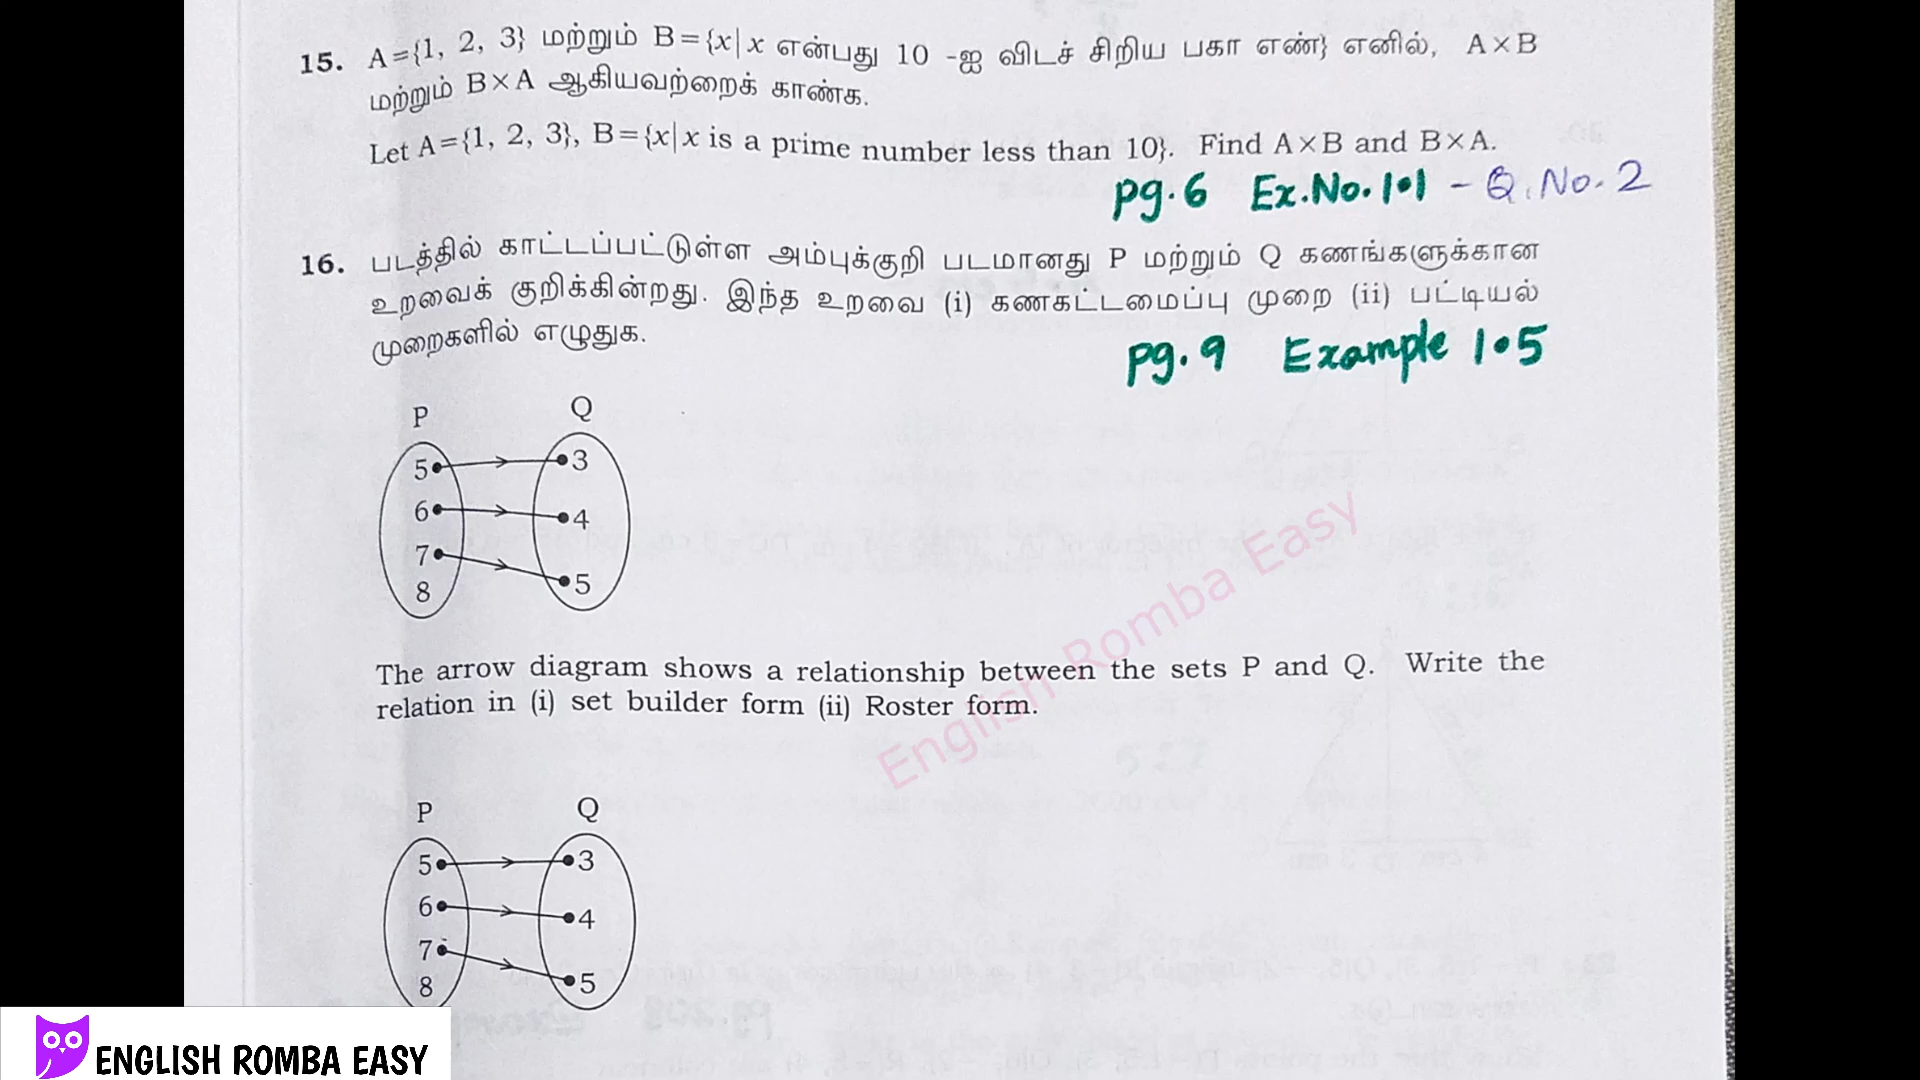 15. A={1, 2, 3} மற்றும் B={x|x என்பது 10 -ஐ விடச் சிறிய பகா எண்} எனில், A×B
மற்றும் B×A ஆகியவற்றைக் காண்க.
Let A={1, 2, 3}, B={x|x is a prime number less than 10}. Find A×B and B×A.
pg.6 Ex.No.1.1 - Q.No.2
16. படத்தில் காட்டப்பட்டுள்ள அம்புக்குறி படமானது P மற்றும் Q கணங்களுக்கான
உறவைக் குறிக்கின்றது. இந்த உறவை (i) கணகட்டமைப்பு முறை (ii) பட்டியல்
முறைகளில் எழுதுக.
pg.9 Example 1.5
P Q
5 3
6 4
7 5
8
The arrow diagram shows a relationship between the sets P and Q. Write the
relation in (i) set builder form (ii) Roster form.
English Romba Easy
P Q
5 3
6 4
7 5
8
ENGLISH ROMBA EASY